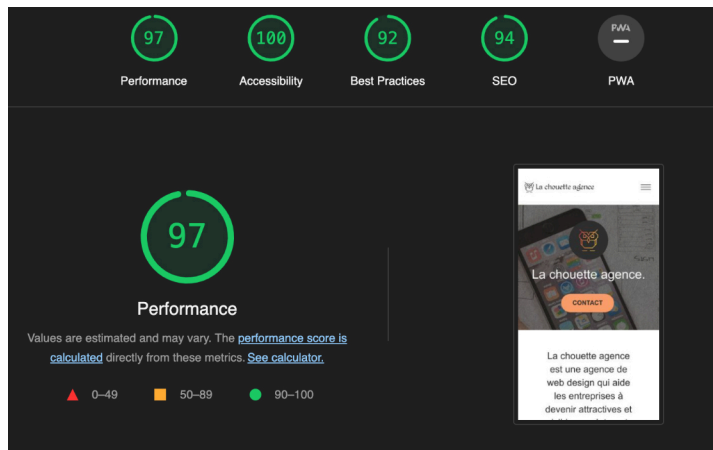 97
100
92
94
PWA
Performance
Accessibility
Best Practices
SEO
PWA
97
Performance
Values are estimated and may vary. The performance score is
calculated directly from these metrics. See calculator.
0–49
50–89
90–100
La chouette agence
La chouette agence.
CONTACT
La chouette agence
est une agence de
web design qui aide
les entreprises à
devenir attractives et